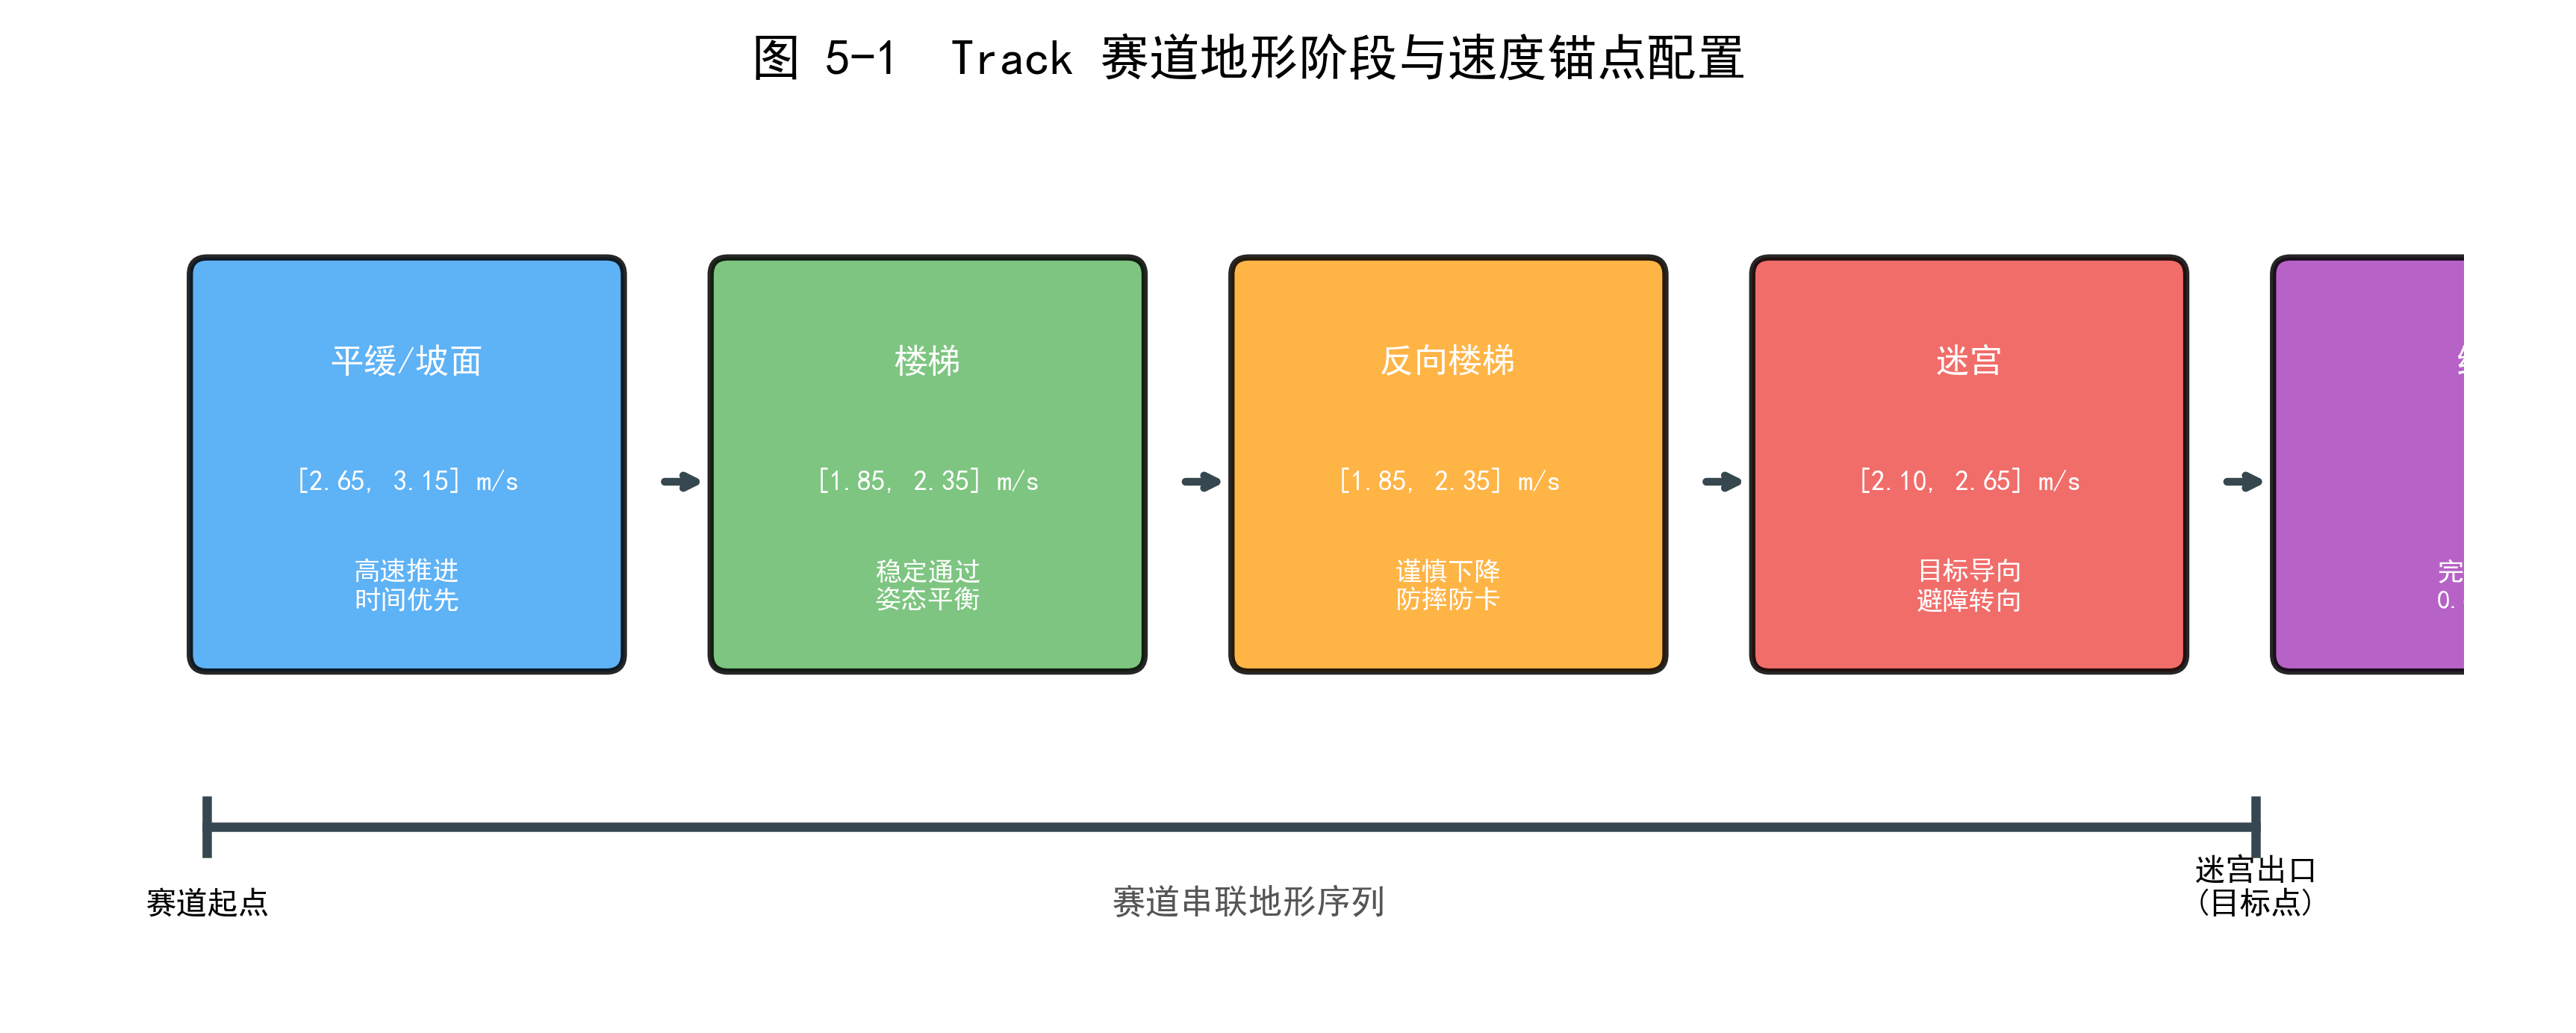 图 5-1 Track 赛道地形阶段与速度锚点配置
平缓/坡面
[2.65, 3.15] m/s
高速推进
时间优先
楼梯
[1.85, 2.35] m/s
稳定通过
姿态平衡
反向楼梯
[1.85, 2.35] m/s
谨慎下降
防摔防卡
迷宫
[2.10, 2.65] m/s
目标导向
避障转向
完
0.
赛道起点
赛道串联地形序列
迷宫出口
(目标点)